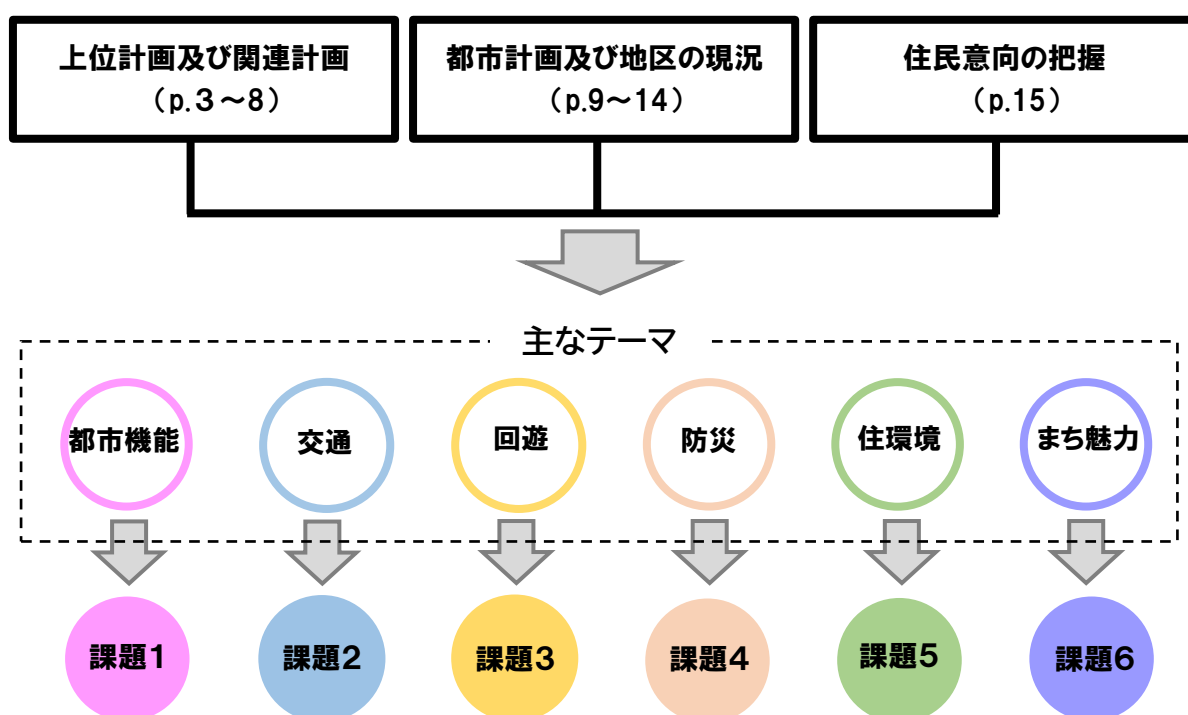 上位計画及び関連計画
（p.３～8）
都市計画及び地区の現況
（p.9～14）
住民意向の把握
（p.15）
主なテーマ
都市機能
交通
回遊
防災
住環境
まち魅力
課題１
課題２
課題３
課題４
課題５
課題６